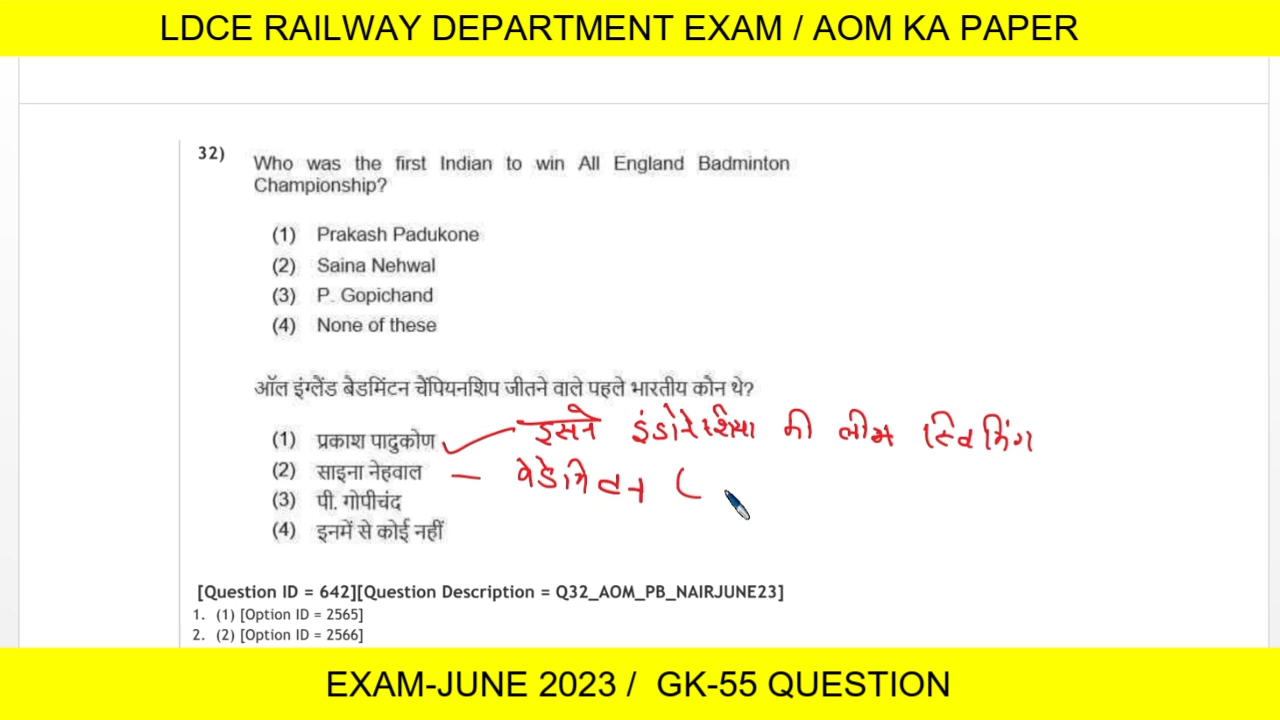 LDCE RAILWAY DEPARTMENT EXAM / AOM KA PAPER
32)
Who was the first Indian to win All England Badminton
Championship?
(1) Prakash Padukone
(2) Saina Nehwal
(3) P. Gopichand
(4) None of these
ऑल इंग्लैंड बैडमिंटन चैंपियनशिप जीतने वाले पहले भारतीय कौन थे?
(1) प्रकाश पादुकोण इसने की
(2) साइना नेहवाल –
(3) पी. गोपीचंद
(4) इनमें से कोई नहीं
[Question ID = 642][Question Description = Q32_AOM_PB_NAIRJUNE23]
1. (1) [Option ID = 2565]
2. (2) [Option ID = 2566]
EXAM-JUNE 2023 / GK-55 QUESTION